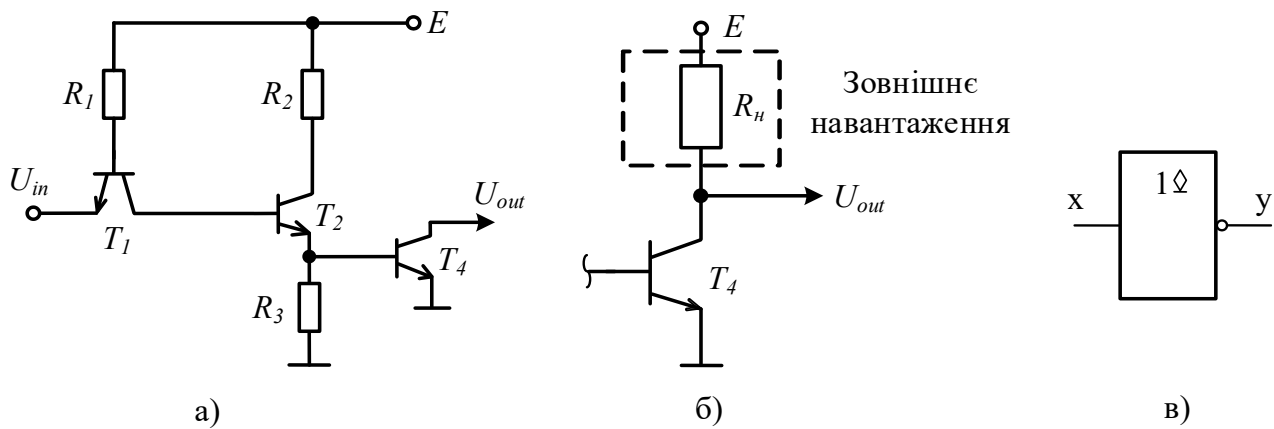 E
R1
R2
Uin
T1
T2
Uout
T4
R3
а)
E
Rн
Зовнішнє
навантаження
Uout
T4
б)
1⎐
x
y
в)